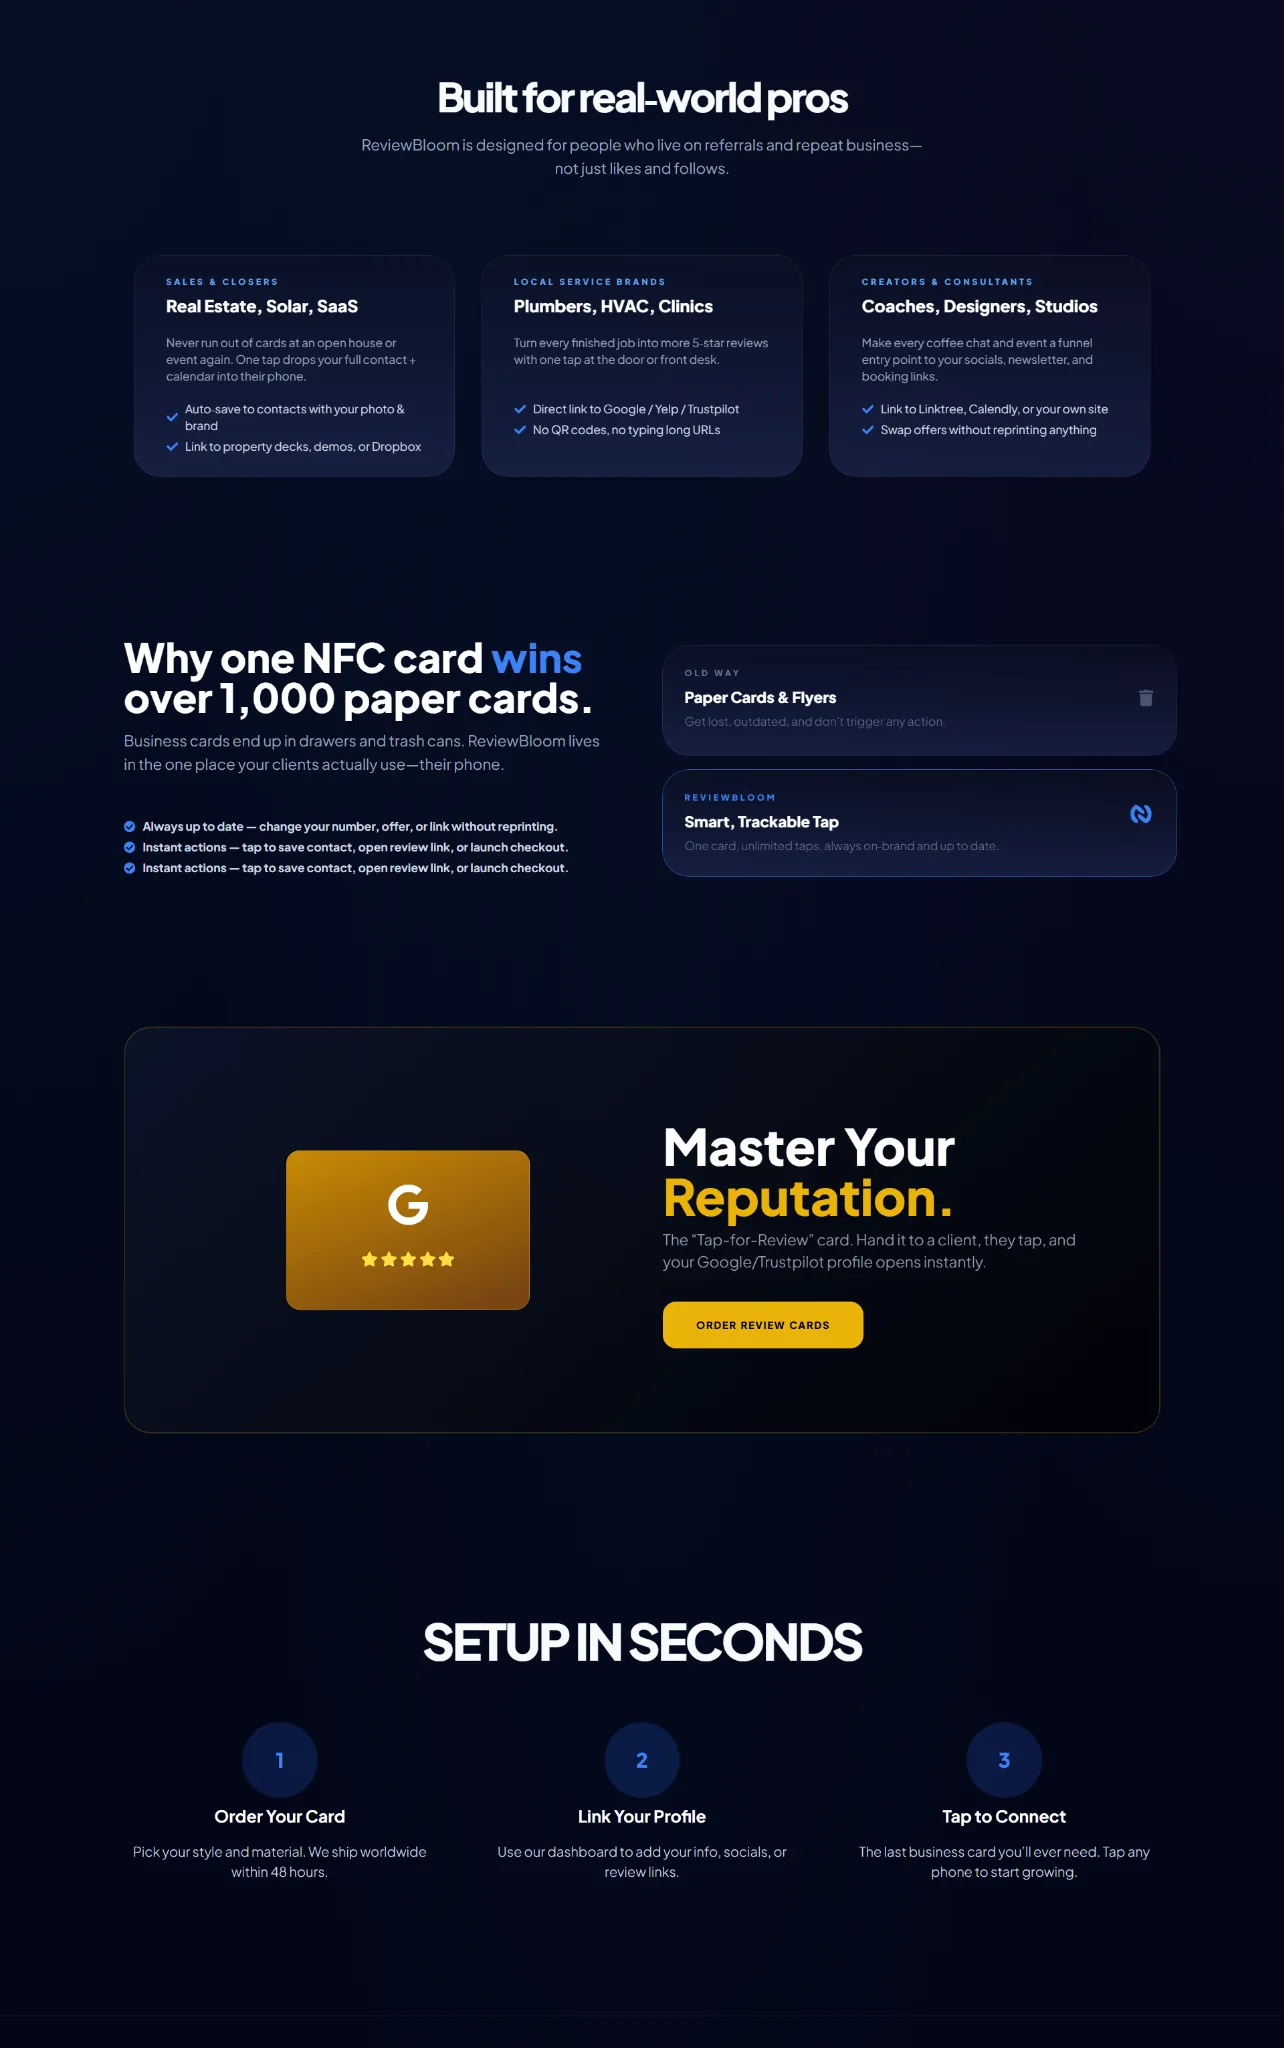 Built for real-world pros
ReviewBloom is designed for people who live on referrals and repeat business—
not just likes and follows.
SALES & CLOSERS
Real Estate, Solar, SaaS
Never run out of cards at an open house or
event again. One tap drops your full contact +
calendar into their phone.
Auto-save to contacts with your photo &
brand
Link to property decks, demos, or Dropbox
LOCAL SERVICE BRANDS
Plumbers, HVAC, Clinics
Turn every finished job into more 5-star reviews
with one tap at the door or front desk.
Direct link to Google / Yelp / Trustpilot
No QR codes, no typing long URLs
CREATORS & CONSULTANTS
Coaches, Designers, Studios
Make every coffee chat and event a funnel
entry point to your socials, newsletter, and
booking links.
Link to Linktree, Calendly, or your own site
Swap offers without reprinting anything
Why one NFC card wins
over 1,000 paper cards.
Business cards end up in drawers and trash cans. ReviewBloom lives
in the one place your clients actually use—their phone.
Always up to date — change your number, offer, or link without reprinting.
Instant actions — tap to save contact, open review link, or launch checkout.
Instant actions — tap to save contact, open review link, or launch checkout.
OLD WAY
Paper Cards & Flyers
Get lost, outdated, and don't trigger any action.
REVIEWBLOOM
Smart, Trackable Tap
One card, unlimited taps, always on-brand and up to date.
G
Master Your
Reputation.
The “Tap-for-Review” card. Hand it to a client, they tap, and
your Google/Trustpilot profile opens instantly.
ORDER REVIEW CARDS
SETUP IN SECONDS
1
Order Your Card
Pick your style and material. We ship worldwide
within 48 hours.
2
Link Your Profile
Use our dashboard to add your info, socials, or
review links.
3
Tap to Connect
The last business card you'll ever need. Tap any
phone to start growing.